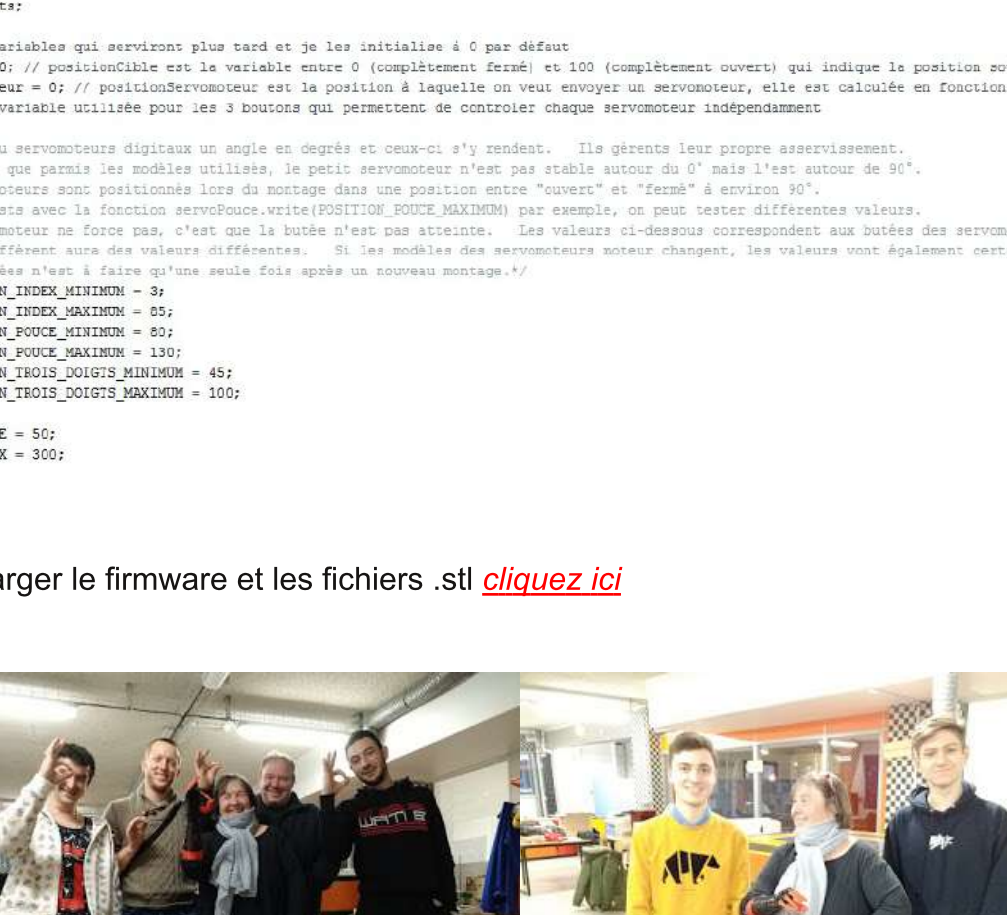 ts;
ariables qui serviront plus tard et je les initialise à 0 par défaut
0; // positionCible est la variable entre 0 (complètement fermé) et 100 (complètement ouvert) qui indique la position so
eur = 0; // positionServomoteur est la position à laquelle on veut envoyer un servomoteur, elle est calculée en fonction
variable utilisée pour les 3 boutons qui permettent de controler chaque servomoteur indépendamment
u servomoteurs digitaux un angle en degrés et ceux-ci s'y rendent.   Ils gèrents leur propre asservissement.
que parmis les modèles utilisés, le petit servomoteur n'est pas stable autour du 0° mais l'est autour de 90°.
oteurs sont positionnés lors du montage dans une position entre "ouvert" et "fermé" à environ 90°.
sts avec la fonction servoPouce.write(POSITION_POUCE_MAXIMUM) par exemple, on peut tester différentes valeurs.
moteur ne force pas, c'est que la butée n'est pas atteinte.   Les valeurs ci-dessous correspondent aux butées des servom
fférent aura des valeurs différentes.   Si les modèles des servomoteurs moteur changent, les valeurs vont également cert
ées n'est à faire qu'une seule fois après un nouveau montage.*/
N_INDEX_MINIMUM = 3;
N_INDEX_MAXIMUM = 85;
N_POUCE_MINIMUM = 80;
N_POUCE_MAXIMUM = 130;
N_TROIS_DOIGTS_MINIMUM = 45;
N_TROIS_DOIGTS_MAXIMUM = 100;
E = 50;
X = 300;
arger le firmware et les fichiers .stl cliquez ici